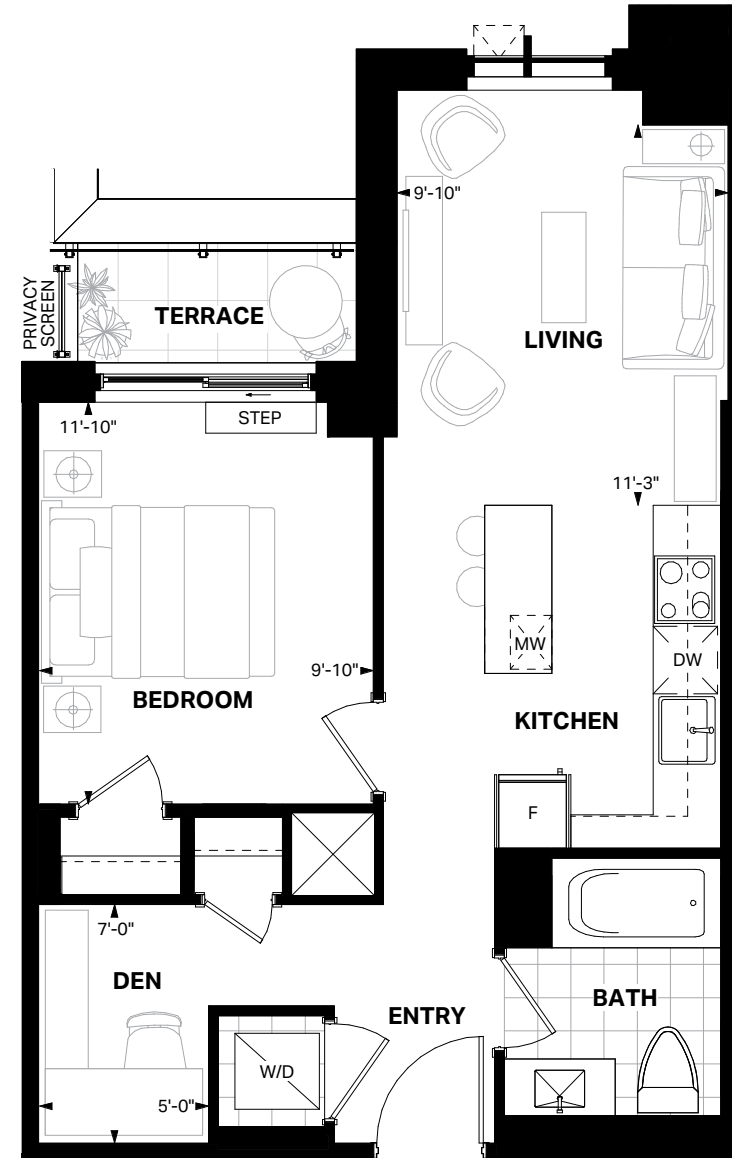 9'-10"
PRIVACY
SCREEN
TERRACE
LIVING
11'-10"
STEP
11'-3"
MW
DW
9'-10"
BEDROOM
KITCHEN
F
7'-0"
DEN
BATH
ENTRY
W/D
5'-0"